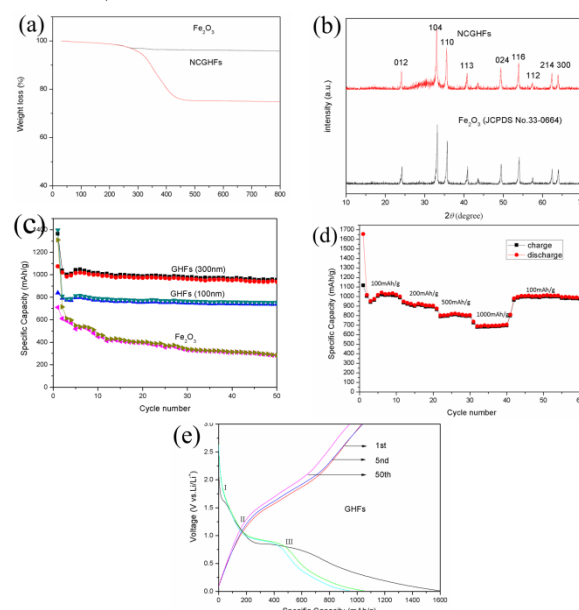 (a)
Fe2O3
NCGHFs
Weight loss (%)
100
80
60
40
0 200 400 600 800
(b)
104
110
012
113
024
116
112
214 300
NCGHFs
Fe2O3 (JCPDS No.33-0664)
intensity (a.u.)
10 20 30 40 50 60
2θ (degree)
(c)
GHFs (300nm)
GHFs (100nm)
Fe2O3
Specific Capacity (mAh/g)
1400
1200
1000
800
600
400
200
0
0 10 20 30 40 50
Cycle number
(d)
charge
discharge
100mAh/g
200mAh/g
500mAh/g
1000mAh/g
100mAh/g
Specific Capacity (mAh/g)
1700
1600
1500
1400
1300
1200
1100
1000
900
800
700
600
500
400
300
200
100
0
0 10 20 30 40 50
Cycle number
(e)
1st
5nd
50th
GHFs
I
II
III
Voltage (V vs.Li/Li+)
3.0
2.5
2.0
1.5
1.0
0.5
0.0
0 200 400 600 800 1000 1200 1400 1600
Specific Capacity (mAh/g)